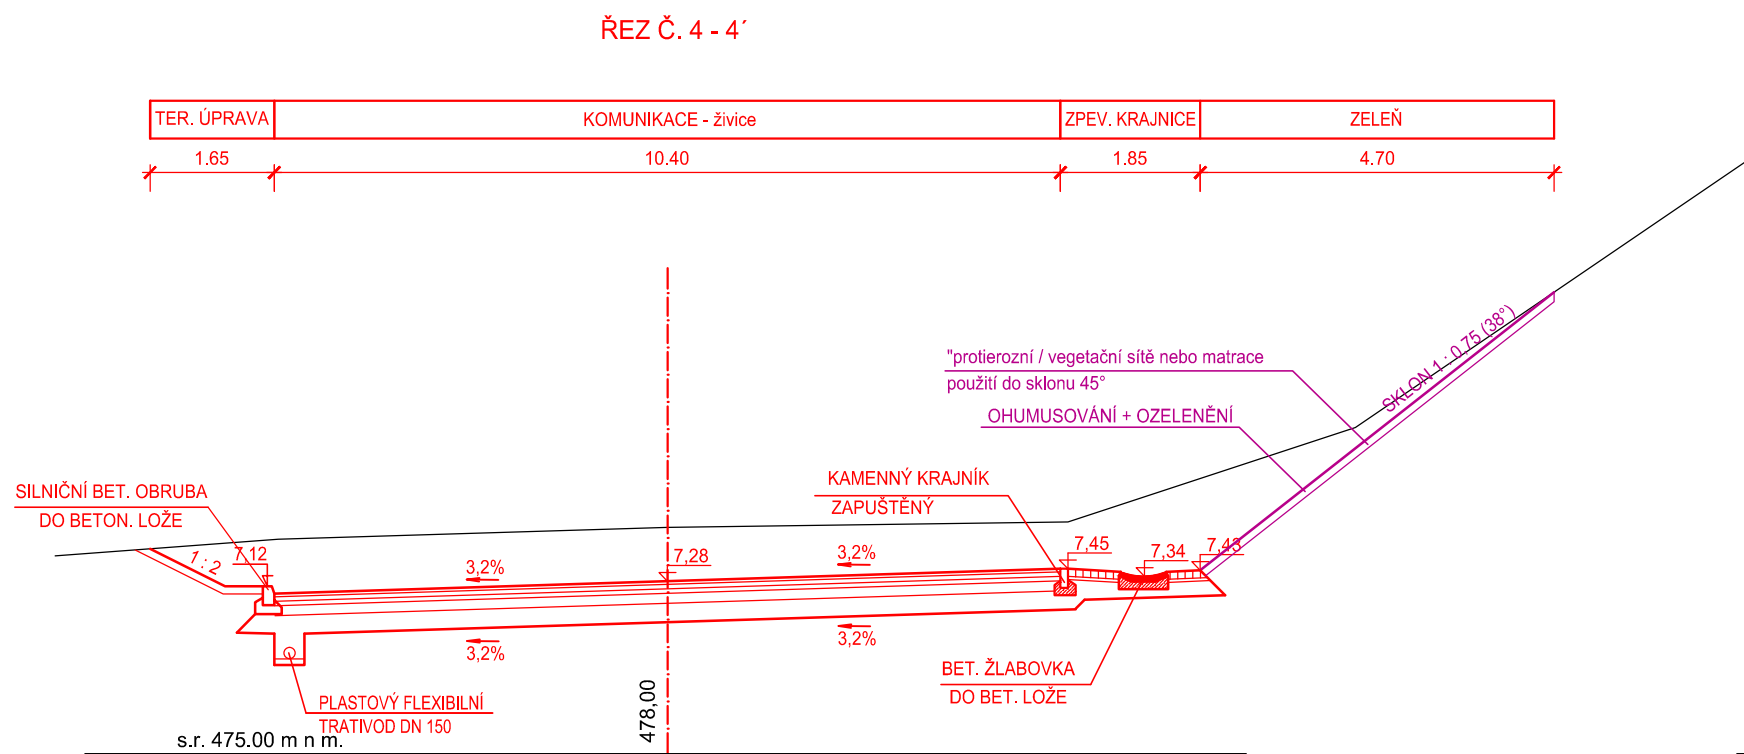 ŘEZ Č. 4 - 4´
TER. ÚPRAVA
KOMUNIKACE - živice
ZPEV. KRAJNICE
ZELEŇ
1.65
10.40
1.85
4.70
"protierozní / vegetační sítě nebo matrace
použití do sklonu 45°
OHUMUSOVÁNÍ + OZELENĚNÍ
SKLON 1 : 0.75 (38°)
KAMENNÝ KRAJNÍK
ZAPUŠTĚNÝ
SILNIČNÍ BET. OBRUBA
DO BETON. LOŽE
1 : 2
7,12
3,2%
7,28
3,2%
7,45
7,34
7,43
3,2%
3,2%
BET. ŽLABOVKA
DO BET. LOŽE
PLASTOVÝ FLEXIBILNÍ
TRATIVOD DN 150
478,00
s.r. 475.00 m n m.